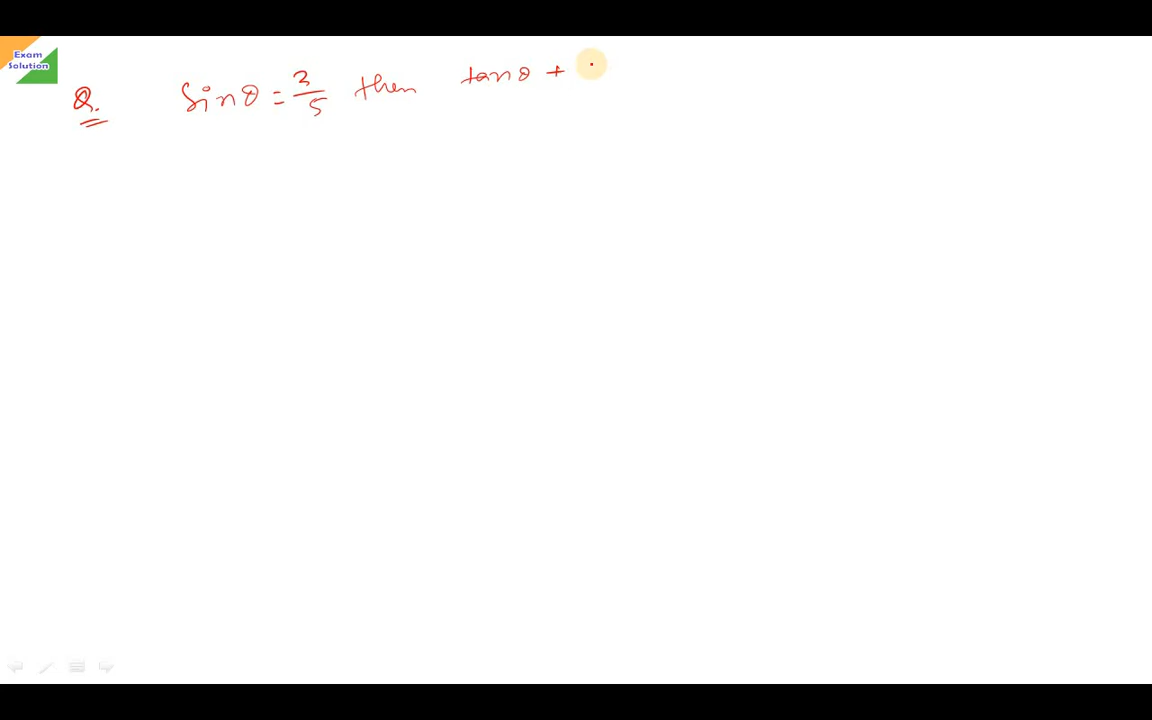 Exam
Solution
Q. Sinθ = 3/5 then tanθ +